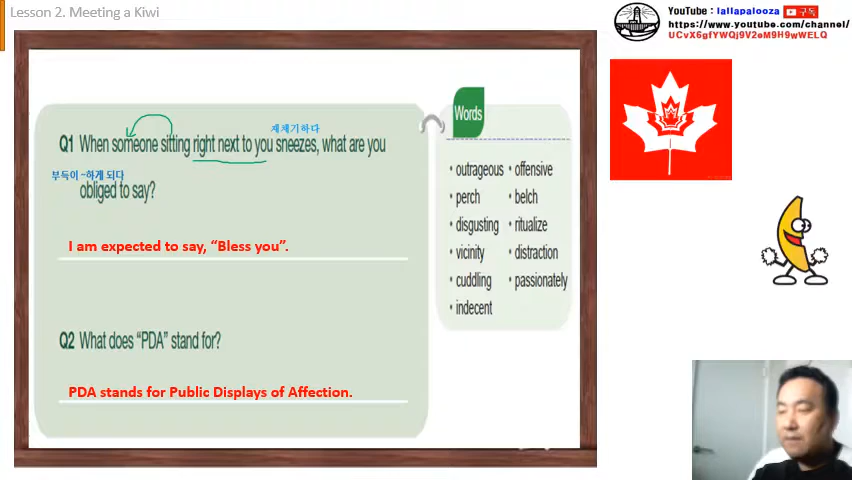 Lesson 2. Meeting a Kiwi
YouTube : lallapalooza 구독
https://www.youtube.com/channel/
UCvX6gfYWQj9V2eM9H9wWELQ
재채기하다
Q1 When someone sitting right next to you sneezes, what are you
부득이 ~하게 되다
obliged to say?
I am expected to say, “Bless you”.
Q2 What does “PDA” stand for?
PDA stands for Public Displays of Affection.
Words
• outrageous • offensive
• perch • belch
• disgusting • ritualize
• vicinity • distraction
• cuddling • passionately
• indecent